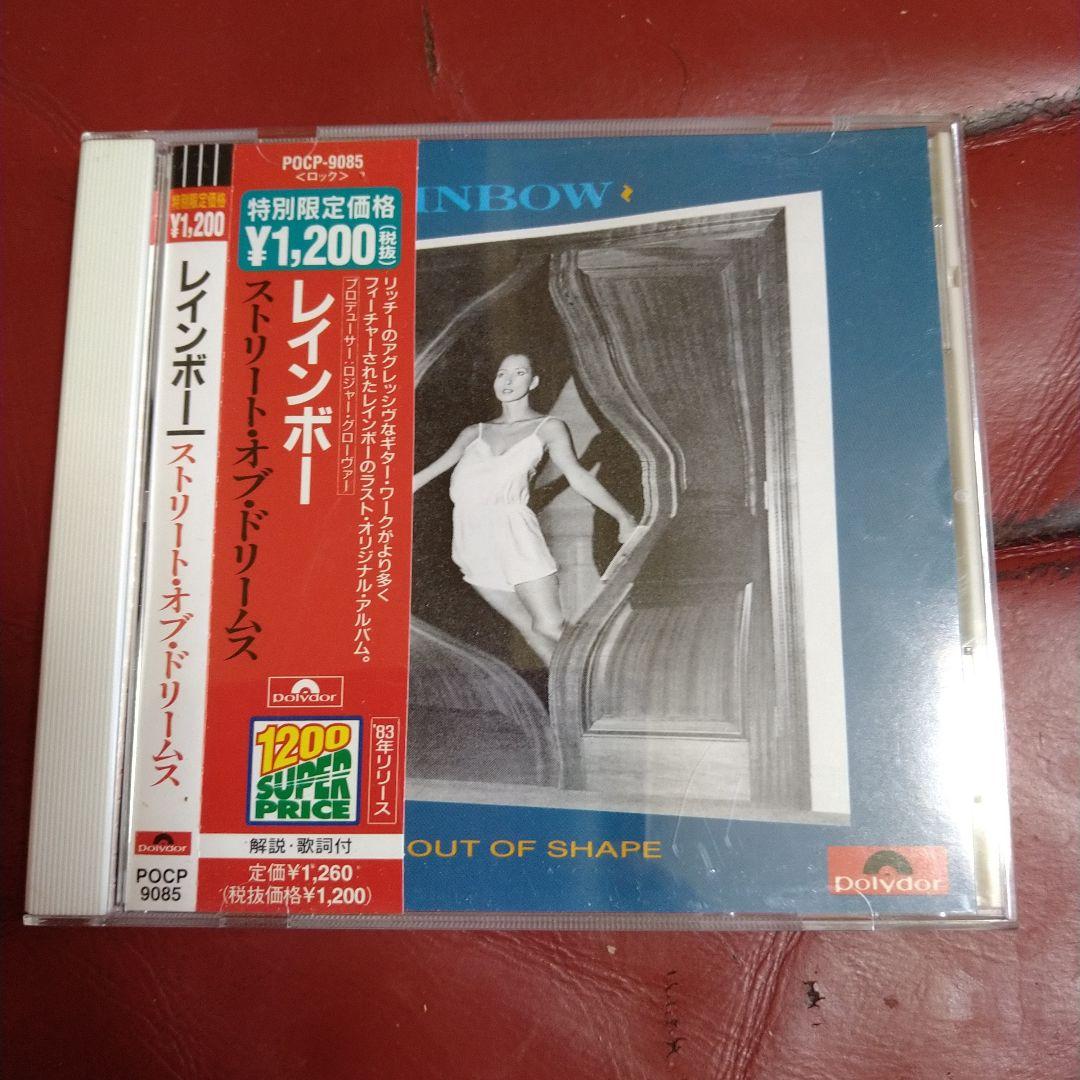 特別限定価格
¥1,200
レインボー
ストリート・オブ・ドリームス
Polydor
POCP
9085
POCP-9085
<ロック>
特別限定価格
¥1,200(税抜)
リッチーのアグレッシヴなギター・ワークがより多く
フィーチャーされたレインボーのラスト・オリジナル・アルバム。
プロデューサー:ロジャー・グローヴァー
レインボー
ストリート・オブ・ドリームス
polydor
1200
SUPER
PRICE
'83年リリース
解説・歌詞付
定価¥1,260
(税抜価格¥1,200)
INBOW
OUT OF SHAPE
polydor